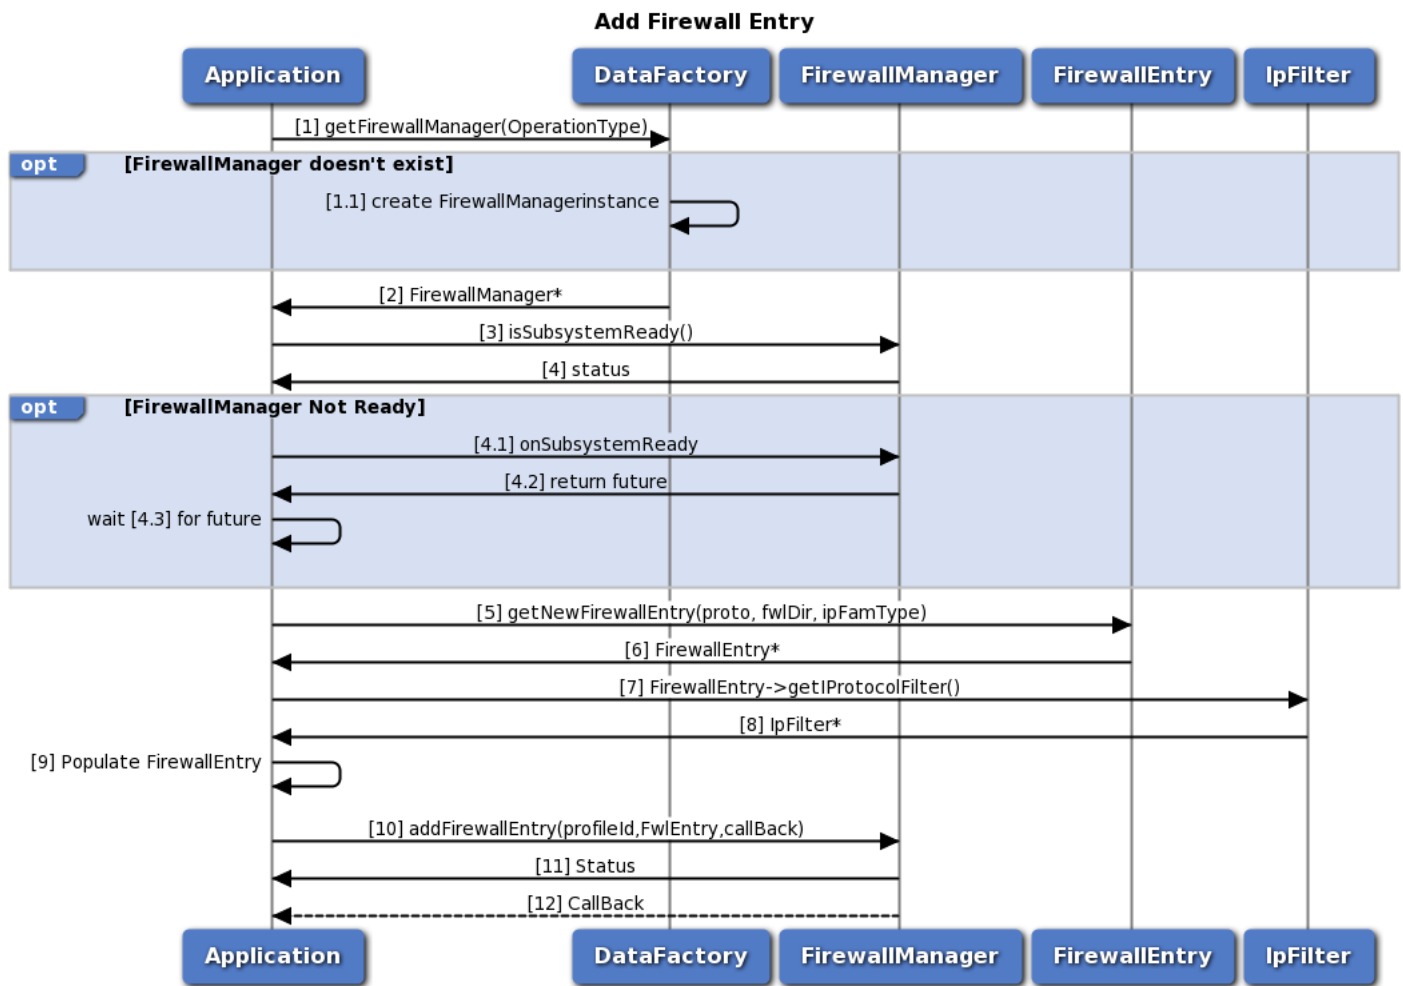 Add Firewall Entry
Application DataFactory FirewallManager FirewallEntry IpFilter
[1] getFirewallManager(OperationType)
opt [FirewallManager doesn't exist]
[1.1] create FirewallManagerinstance
[2] FirewallManager*
[3] isSubsystemReady()
[4] status
opt [FirewallManager Not Ready]
[4.1] onSubsystemReady
[4.2] return future
wait [4.3] for future
[5] getNewFirewallEntry(proto, fwlDir, ipFamType)
[6] FirewallEntry*
[7] FirewallEntry->getIProtocolFilter()
[8] IpFilter*
[9] Populate FirewallEntry
[10] addFirewallEntry(profileId,FwlEntry,callBack)
[11] Status
[12] CallBack
Application DataFactory FirewallManager FirewallEntry IpFilter